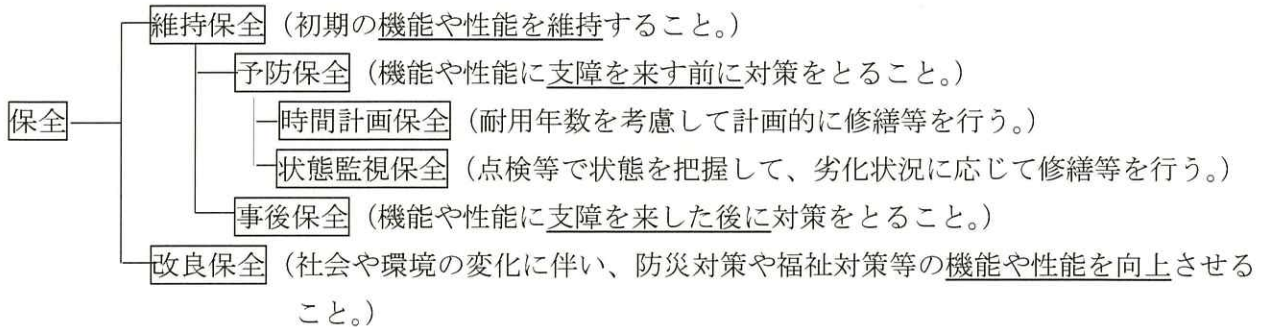 維持保全（初期の機能や性能を維持すること。）
予防保全（機能や性能に支障を来す前に対策をとること。）
保全
時間計画保全（耐用年数を考慮して計画的に修繕等を行う。）
状態監視保全（点検等で状態を把握して、劣化状況に応じて修繕等を行う。）
事後保全（機能や性能に支障を来した後に対策をとること。）
改良保全（社会や環境の変化に伴い、防災対策や福祉対策等の機能や性能を向上させる
こと。）